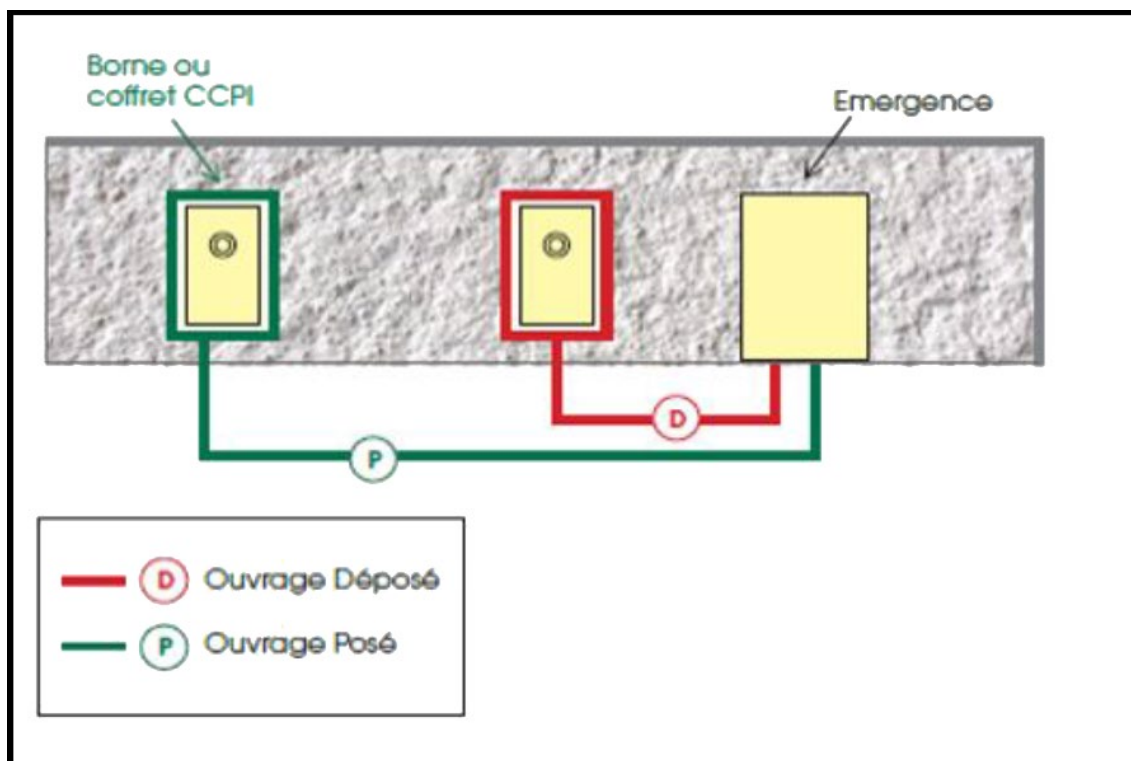 Borne ou
coffret CCPI
Emergence
D
P
D Ouvrage Déposé
P Ouvrage Posé